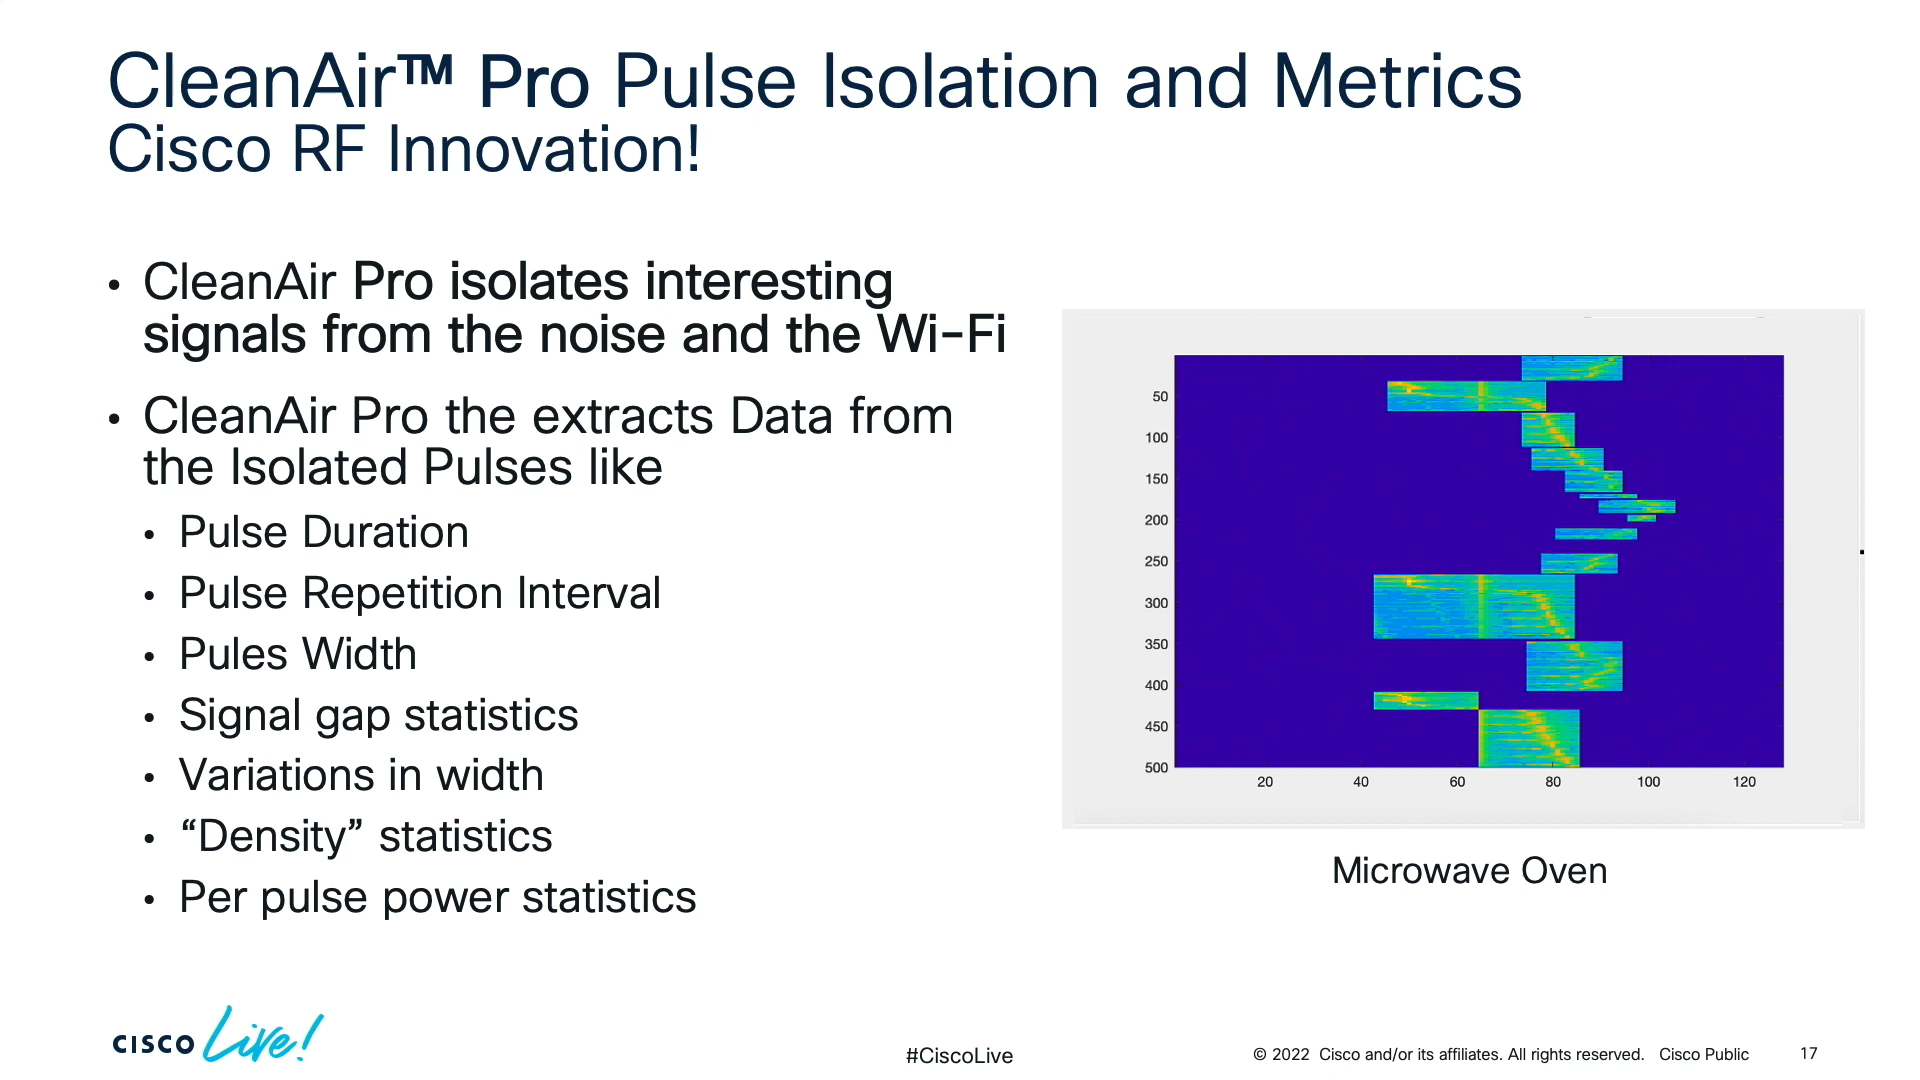 CleanAir™ Pro Pulse Isolation and Metrics
Cisco RF Innovation!
• CleanAir Pro isolates interesting
signals from the noise and the Wi-Fi
• CleanAir Pro the extracts Data from
the Isolated Pulses like
• Pulse Duration
• Pulse Repetition Interval
• Pules Width
• Signal gap statistics
• Variations in width
• “Density” statistics
• Per pulse power statistics
50
100
150
200
250
300
350
400
450
500
20 40 60 80 100 120
Microwave Oven
CISCO Live!
#CiscoLive
© 2022 Cisco and/or its affiliates. All rights reserved. Cisco Public
17